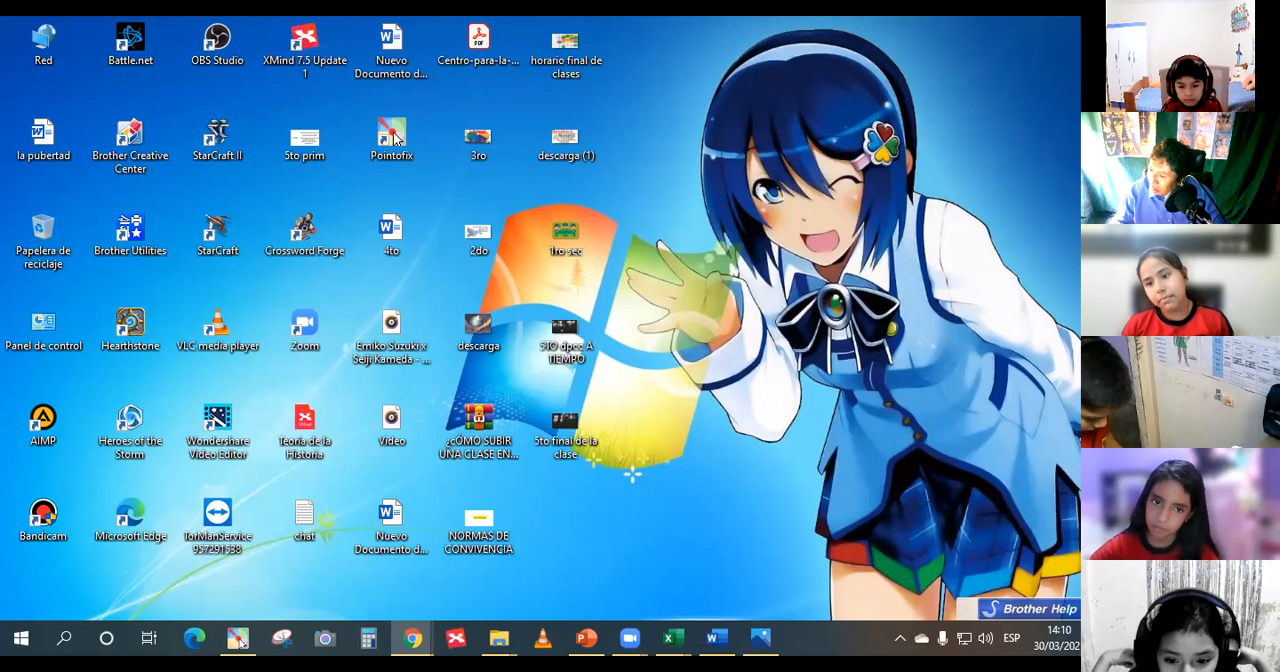 Red
Battle.net
OBS Studio
XMind 7.5 Update
1
Nuevo
Documento d...
Centro-para-la-...
horario final de
clases
la pubertad
Brother Creative
Center
StarCraft II
5to prim
Pointofix
3ro
descarga (1)
Papelera de
reciclaje
Brother Utilities
StarCraft
Crossword Forge
4to
2do
1ro sec
Panel de control
Hearthstone
VLC media player
Zoom
Emiko Suzuki x
Seiji Kameda - ...
descarga
5TO dpcc A
TIEMPO
AIMP
Heroes of the
Storm
Wondershare
Video Editor
Teoria de la
Historia
Video
¿cÓMO SUBIR
UNA CLASE EN...
5to final de la
clase
Bandicam
Microsoft Edge
TorManService
957291538
chat
Nuevo
Documento d...
NORMAS DE
CONVIVENCIA
Brother Help
ESP
14:10
30/03/202